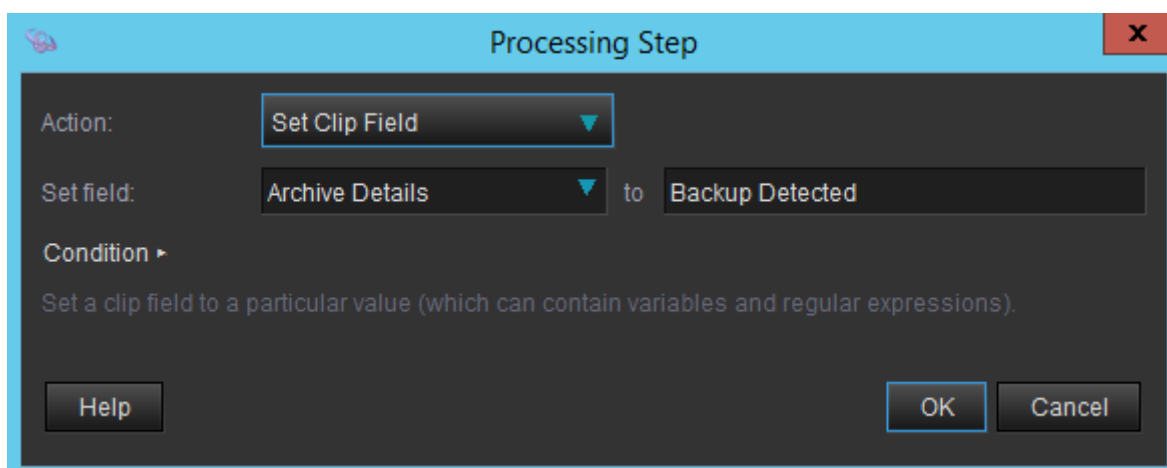 Processing Step
x
Action: Set Clip Field
Set field: Archive Details to Backup Detected
Condition
Set a clip field to a particular value (which can contain variables and regular expressions).
Help OK Cancel